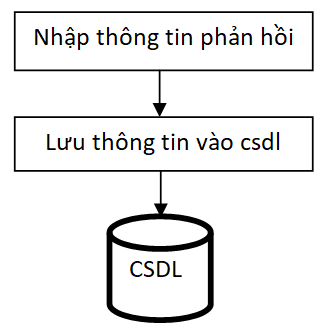 Nhập thông tin phản hồi
Lưu thông tin vào csdl
CSDL